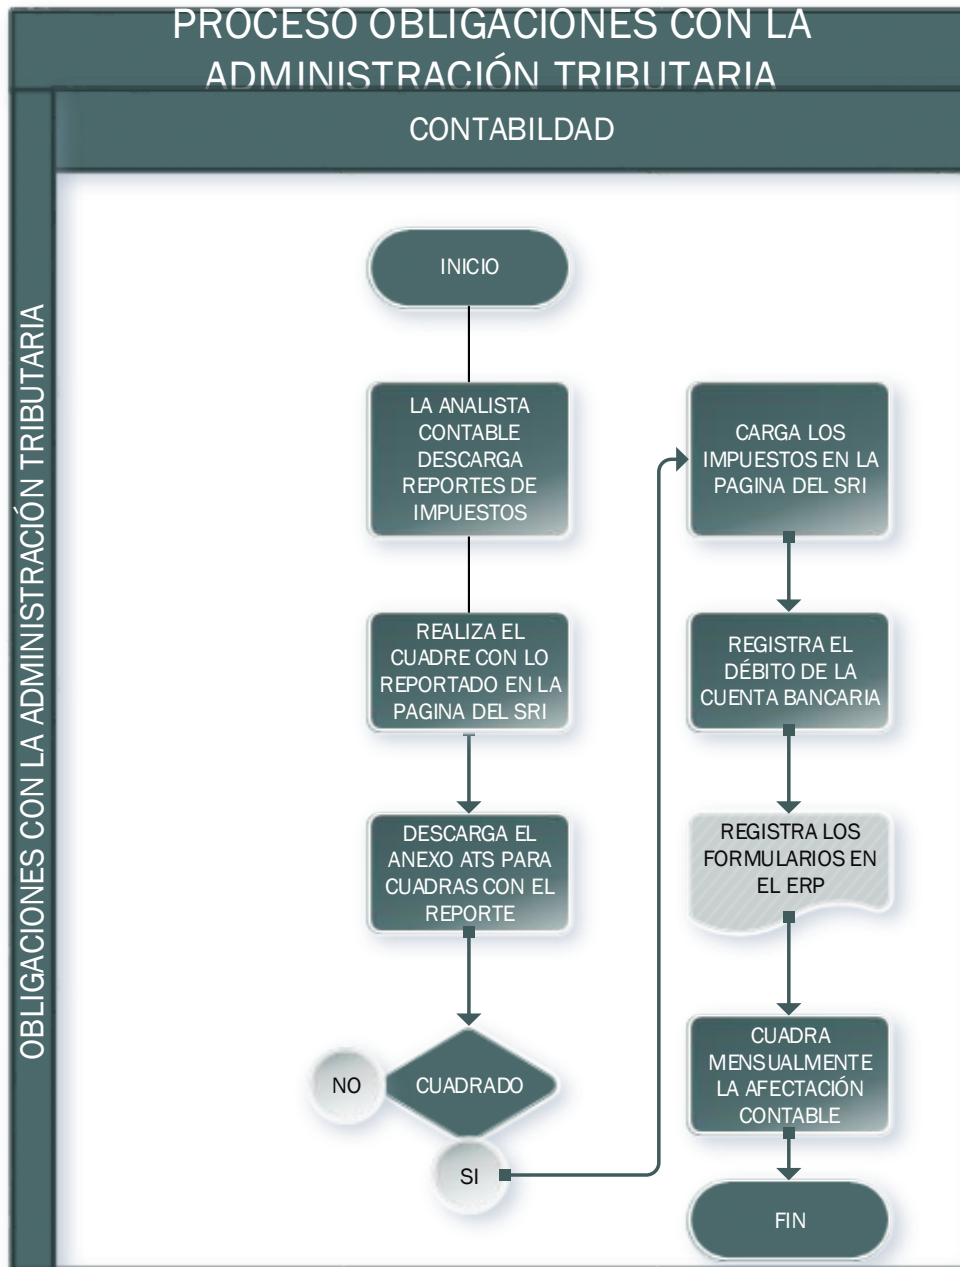 PROCESO OBLIGACIONES CON LA
ADMINISTRACIÓN TRIBUTARIA
CONTABILDAD
OBLIGACIONES CON LA ADMINISTRACIÓN TRIBUTARIA
INICIO
LA ANALISTA
CONTABLE
DESCARGA
REPORTES DE
IMPUESTOS
REALIZA EL
CUADRE CON LO
REPORTADO EN LA
PAGINA DEL SRI
DESCARGA EL
ANEXO ATS PARA
CUADRAS CON EL
REPORTE
CUADRADO
NO
SI
CARGA LOS
IMPUESTOS EN LA
PAGINA DEL SRI
REGISTRA EL
DÉBITO DE LA
CUENTA BANCARIA
REGISTRA LOS
FORMULARIOS EN
EL ERP
CUADRA
MENSUALMENTE
LA AFECTACIÓN
CONTABLE
FIN